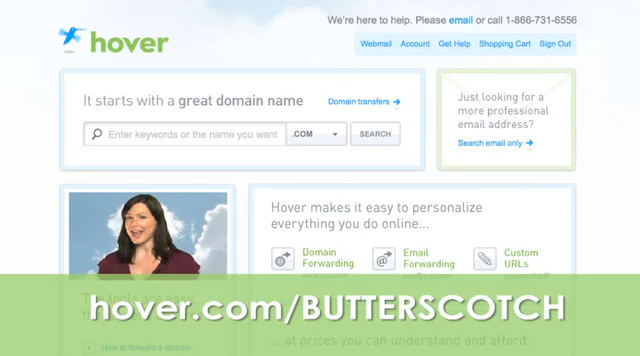 We're here to help. Please email or call 1-866-731-6556
hover
Webmail Account Get Help Shopping Cart Sign Out
It starts with a great domain name
Domain transfers
Enter keywords or the name you want
.COM
SEARCH
Just looking for a
more professional
email address?
Search email only
Hover makes it easy to personalize
everything you do online...
Domain
Forwarding
Email
Forwarding
Custom
URLs
The tools are easy
hover.com/BUTTERSCOTCH
How to forward a domain
... at prices you can understand and afford.